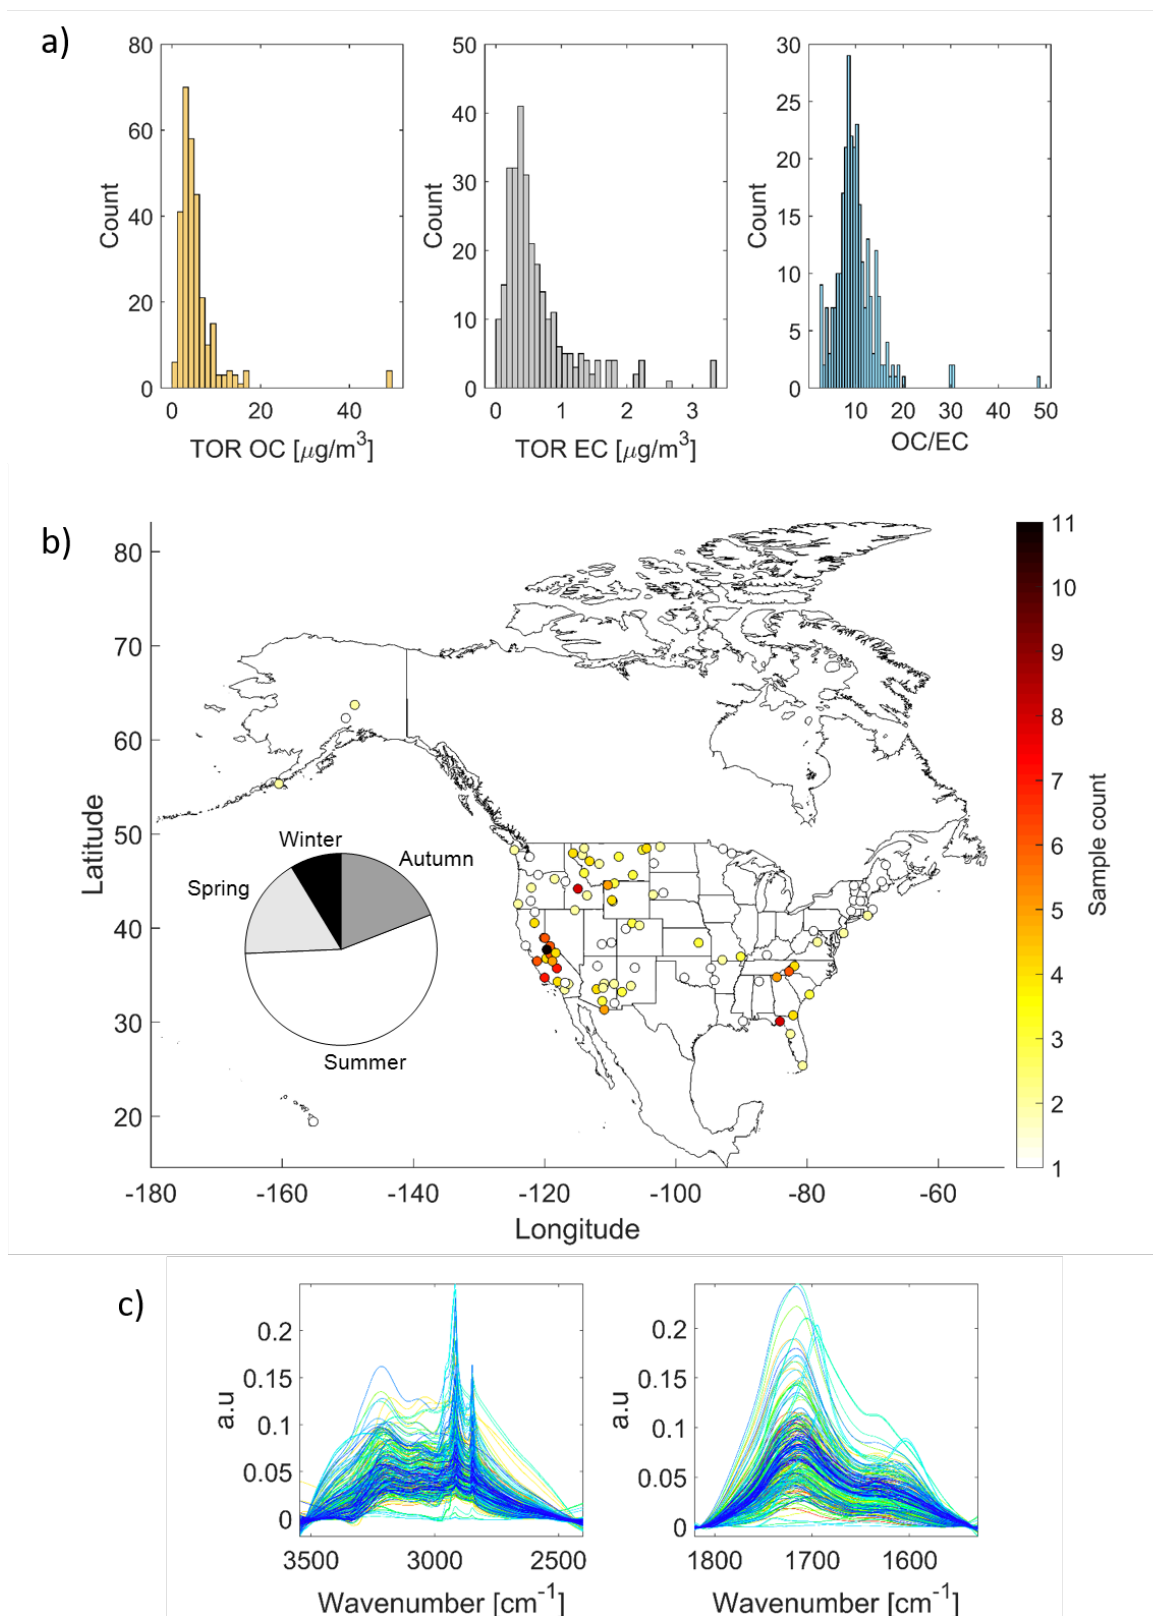 a)
80
60
40
20
0
Count
0 20 40
TOR OC [μg/m³]
50
40
30
20
10
0
Count
0 1 2 3
TOR EC [μg/m³]
30
25
20
15
10
5
0
Count
10 20 30 40 50
OC/EC
b)
80
70
60
50
40
30
20
Latitude
-180 -160 -140 -120 -100 -80 -60
Longitude
Winter
Autumn
Spring
Summer
11
10
9
8
7
6
5
4
3
2
1
Sample count
c)
0.2
0.15
0.1
0.05
0
a.u
3500 3000 2500
Wavenumber [cm⁻¹]
0.2
0.15
0.1
0.05
0
a.u
1800 1700 1600
Wavenumber [cm⁻¹]